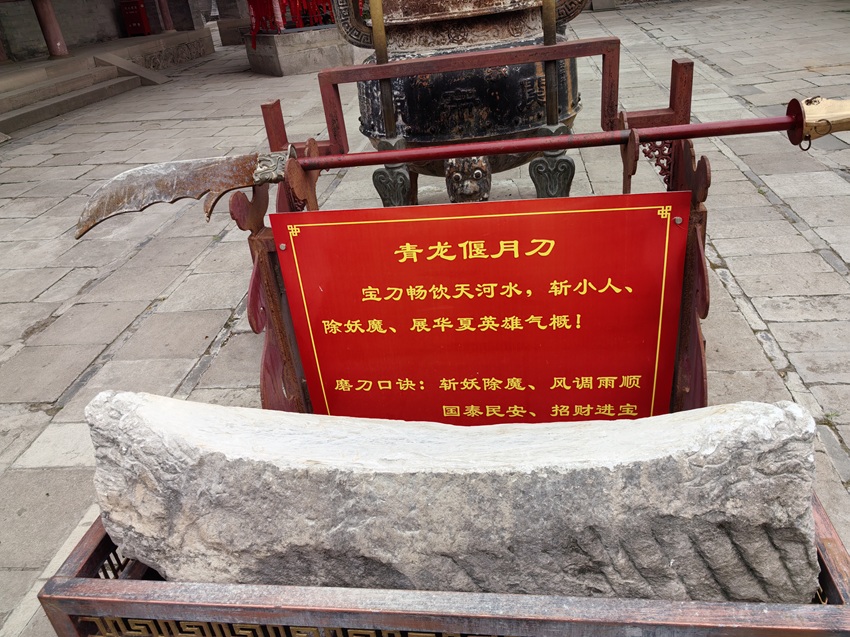 青龙偃月刀
宝刀畅饮天河水，斩小人、
除妖魔、展华夏英雄气概！
磨刀口诀：斩妖除魔、风调雨顺
国泰民安、招财进宝